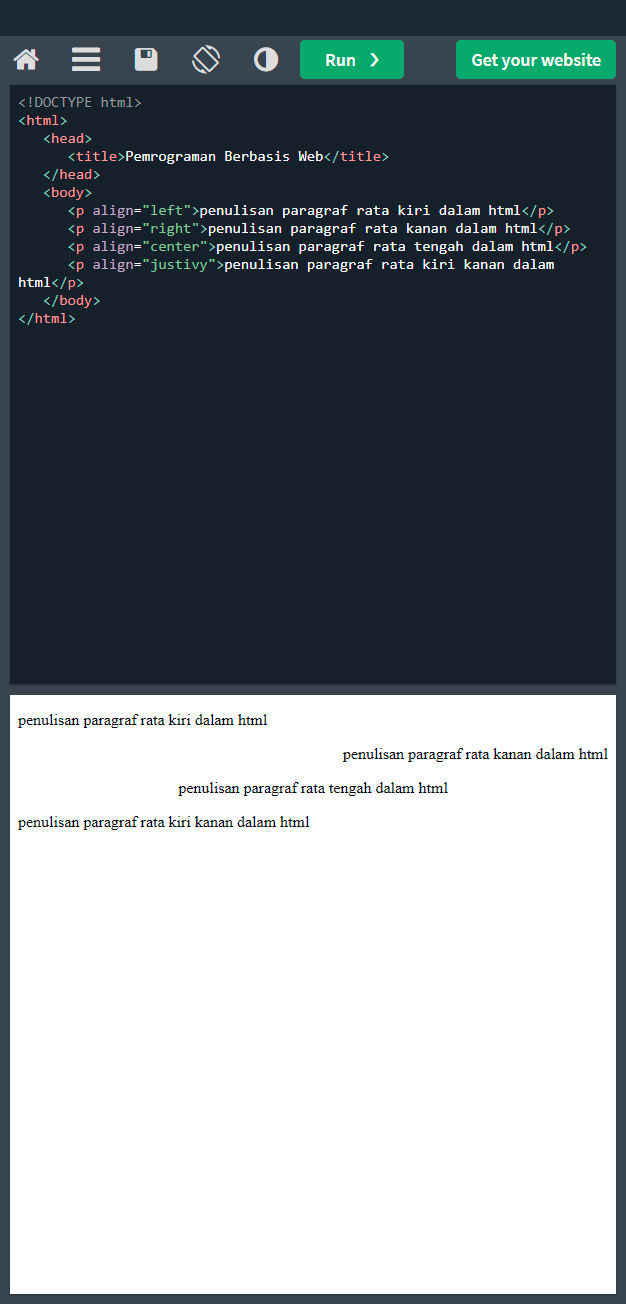 Run ❯
Get your website
<!DOCTYPE html>
<html>
<head>
<title>Pemrograman Berbasis Web</title>
</head>
<body>
<p align="left">penulisan paragraf rata kiri dalam html</p>
<p align="right">penulisan paragraf rata kanan dalam html</p>
<p align="center">penulisan paragraf rata tengah dalam html</p>
<p align="justivy">penulisan paragraf rata kiri kanan dalam
html</p>
</body>
</html>
penulisan paragraf rata kiri dalam html
penulisan paragraf rata kanan dalam html
penulisan paragraf rata tengah dalam html
penulisan paragraf rata kiri kanan dalam html